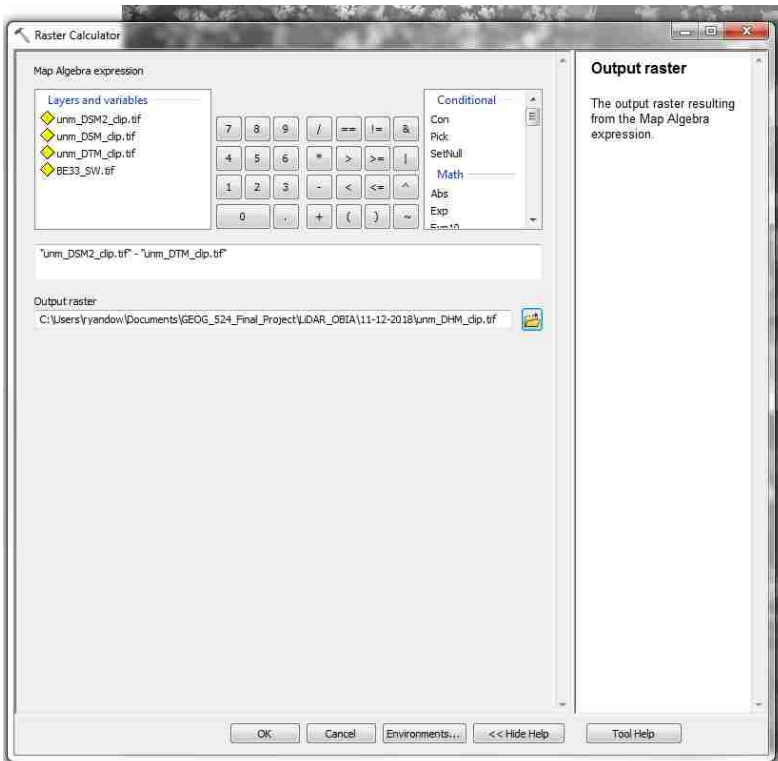 Raster Calculator
Map Algebra expression
Layers and variables
unm_DSM2_clip.tif
unm_DSM_clip.tif
unm_DTM_clip.tif
BE33_SW.tif
7 8 9 / == != &
4 5 6 * > >= |
1 2 3 - < <= ^
0 . + ( ) ~
Conditional
Con
Pick
SetNull
Math
Abs
Exp
Exp10
"unm_DSM2_clip.tif" - "unm_DTM_clip.tif"
Output raster
C:\Users\ryandow\Documents\GEOG_524_Final_Project\LiDAR_OBIA\11-12-2018\unm_DHM_clip.tif
OK Cancel Environments... << Hide Help Tool Help
Output raster
The output raster resulting
from the Map Algebra
expression.